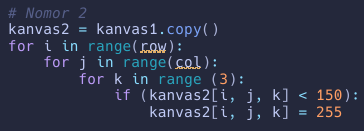 # Nomor 2
kanvas2 = kanvas1.copy()
for i in range(row):
    for j in range(col):
        for k in range (3):
            if (kanvas2[i, j, k] < 150):
                kanvas2[i, j, k] = 255